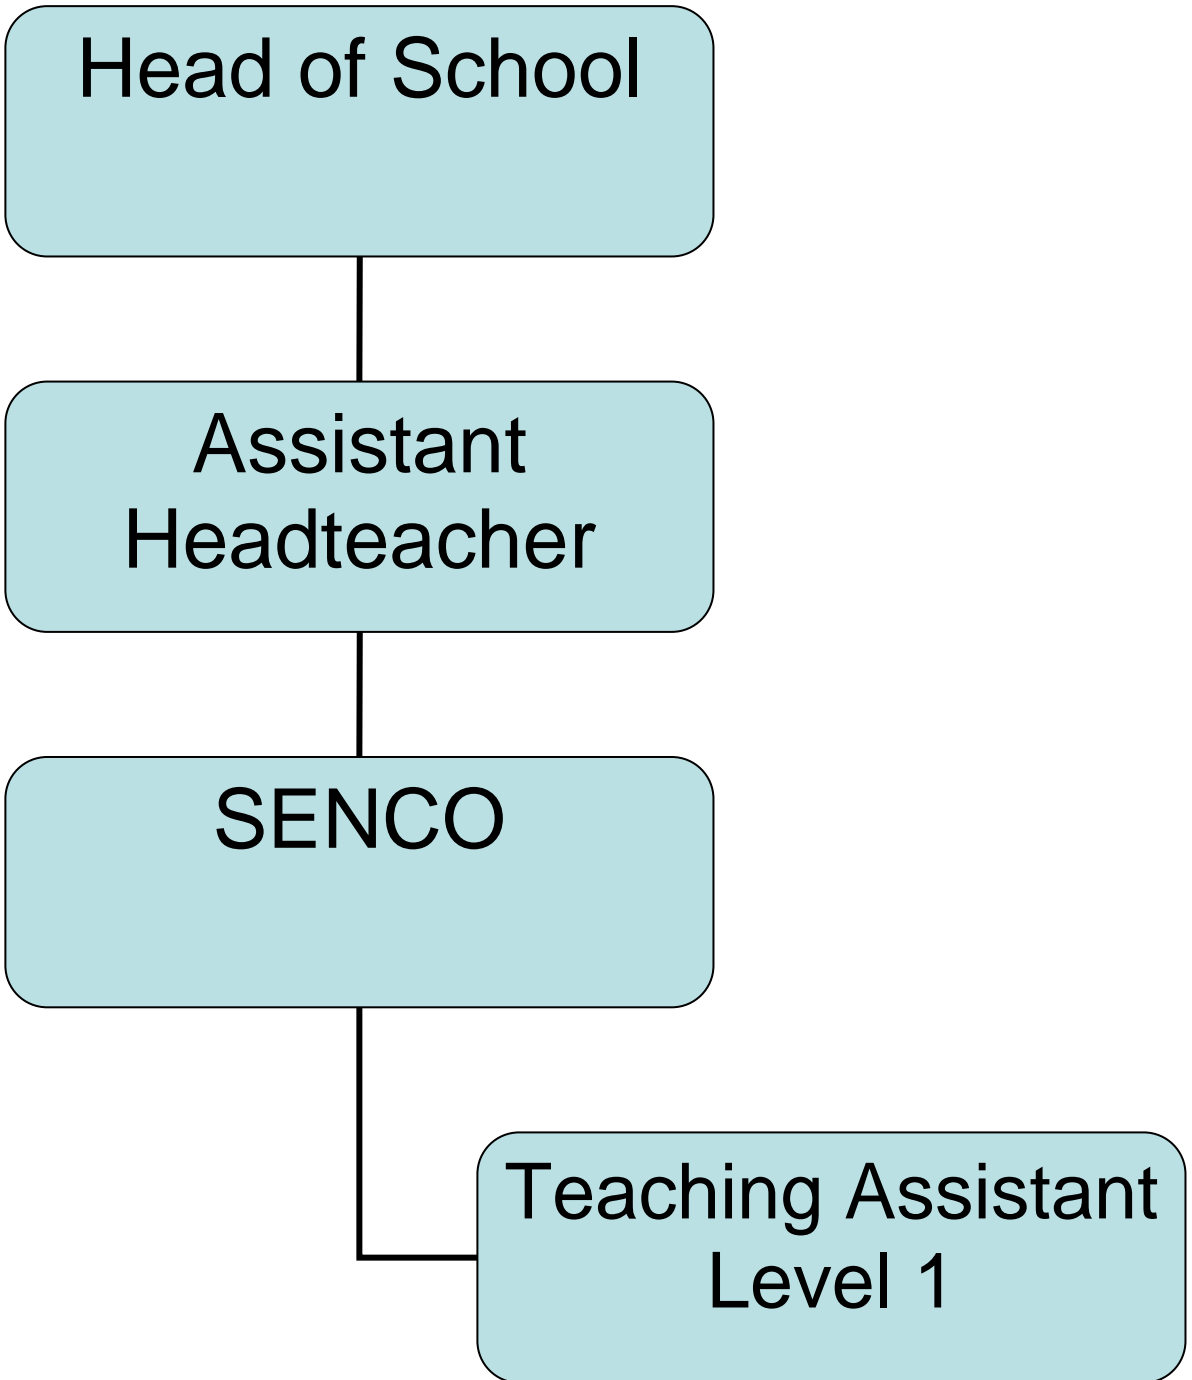 Head of School
Assistant
Headteacher
SENCO
Teaching Assistant
Level 1